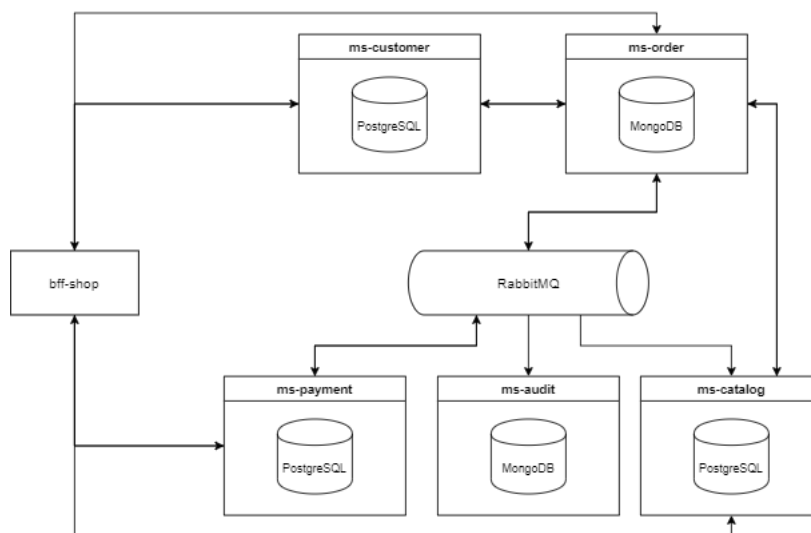 ms-customer
PostgreSQL
ms-order
MongoDB
bff-shop
RabbitMQ
ms-payment
PostgreSQL
ms-audit
MongoDB
ms-catalog
PostgreSQL